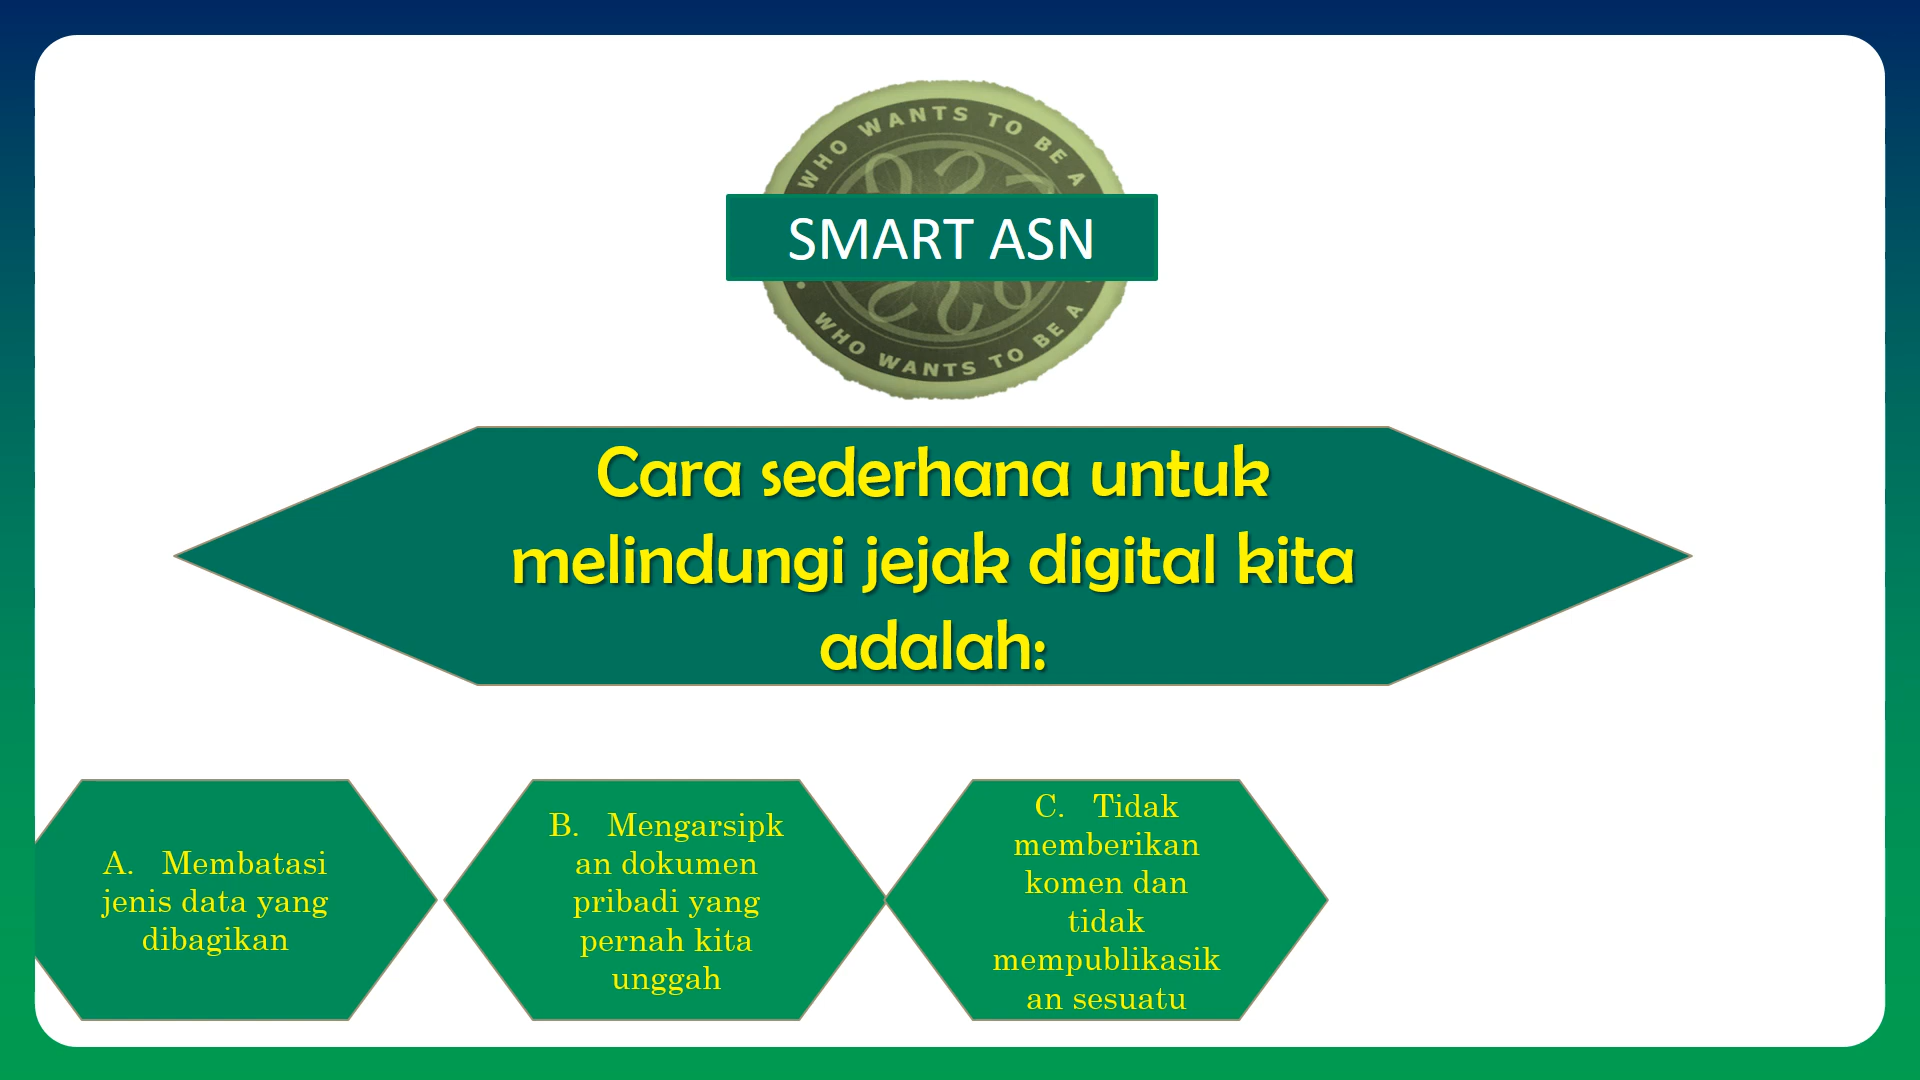 WHO WANTS TO BE A
SMART ASN
WHO WANTS TO BE A
Cara sederhana untuk
melindungi jejak digital kita
adalah:
A. Membatasi
jenis data yang
dibagikan
B. Mengarsipk
an dokumen
pribadi yang
pernah kita
unggah
C. Tidak
memberikan
komen dan
tidak
mempublikasik
an sesuatu